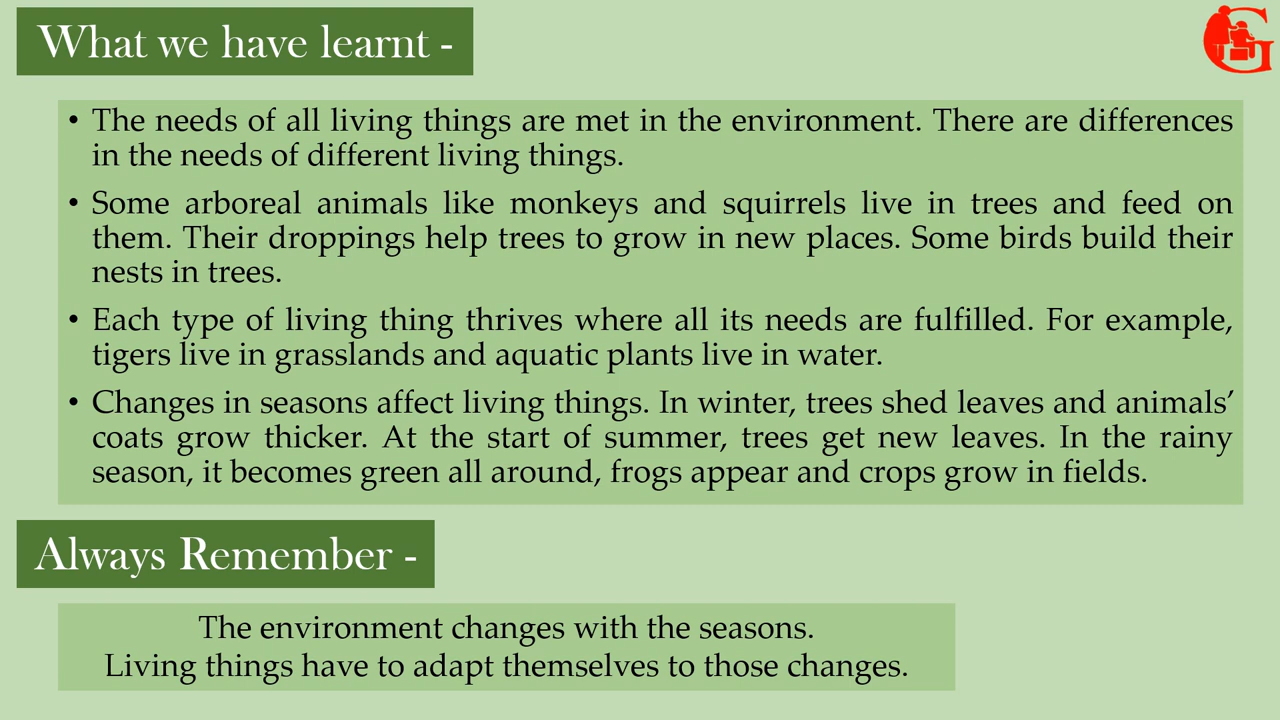 What we have learnt -
• The needs of all living things are met in the environment. There are differences
in the needs of different living things.
• Some arboreal animals like monkeys and squirrels live in trees and feed on
them. Their droppings help trees to grow in new places. Some birds build their
nests in trees.
• Each type of living thing thrives where all its needs are fulfilled. For example,
tigers live in grasslands and aquatic plants live in water.
• Changes in seasons affect living things. In winter, trees shed leaves and animals’
coats grow thicker. At the start of summer, trees get new leaves. In the rainy
season, it becomes green all around, frogs appear and crops grow in fields.
Always Remember -
The environment changes with the seasons.
Living things have to adapt themselves to those changes.